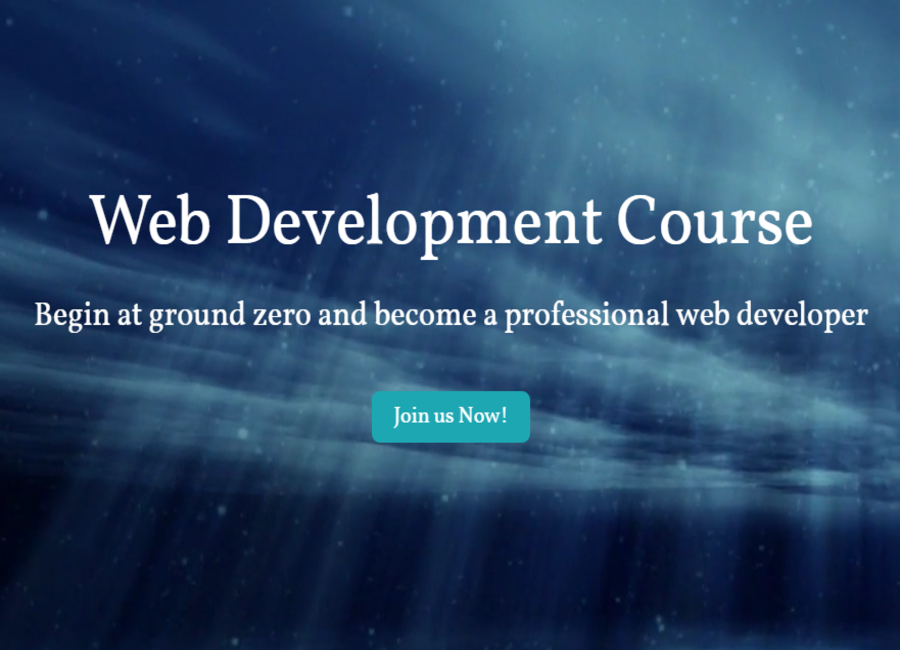 Web Development Course
Begin at ground zero and become a professional web developer
Join us Now!